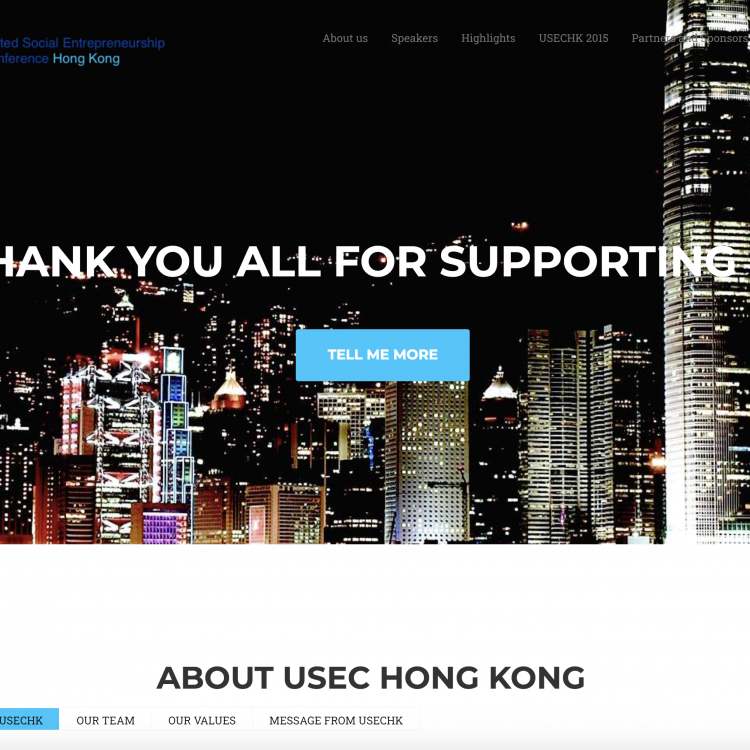 ted Social Entrepreneurship
nference Hong Kong
About us Speakers Highlights USECHK 2015 Partners and Sponsors
HANK YOU ALL FOR SUPPORTING
TELL ME MORE
ABOUT USEC HONG KONG
USECHK OUR TEAM OUR VALUES MESSAGE FROM USECHK